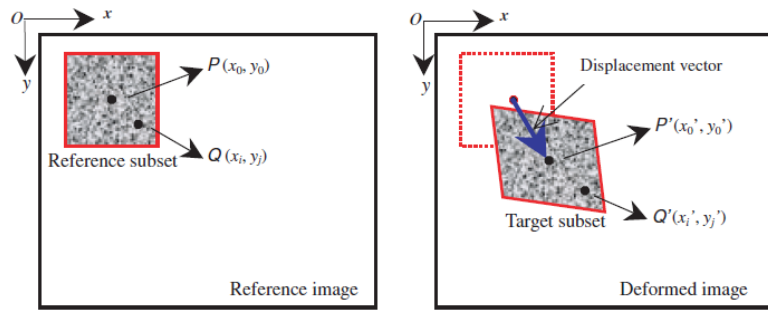 O x
y
P(x₀, y₀)
Q(xᵢ, yⱼ)
Reference subset
Reference image
O x
y
Displacement vector
P'(x₀', y₀')
Q'(xᵢ', yⱼ')
Target subset
Deformed image